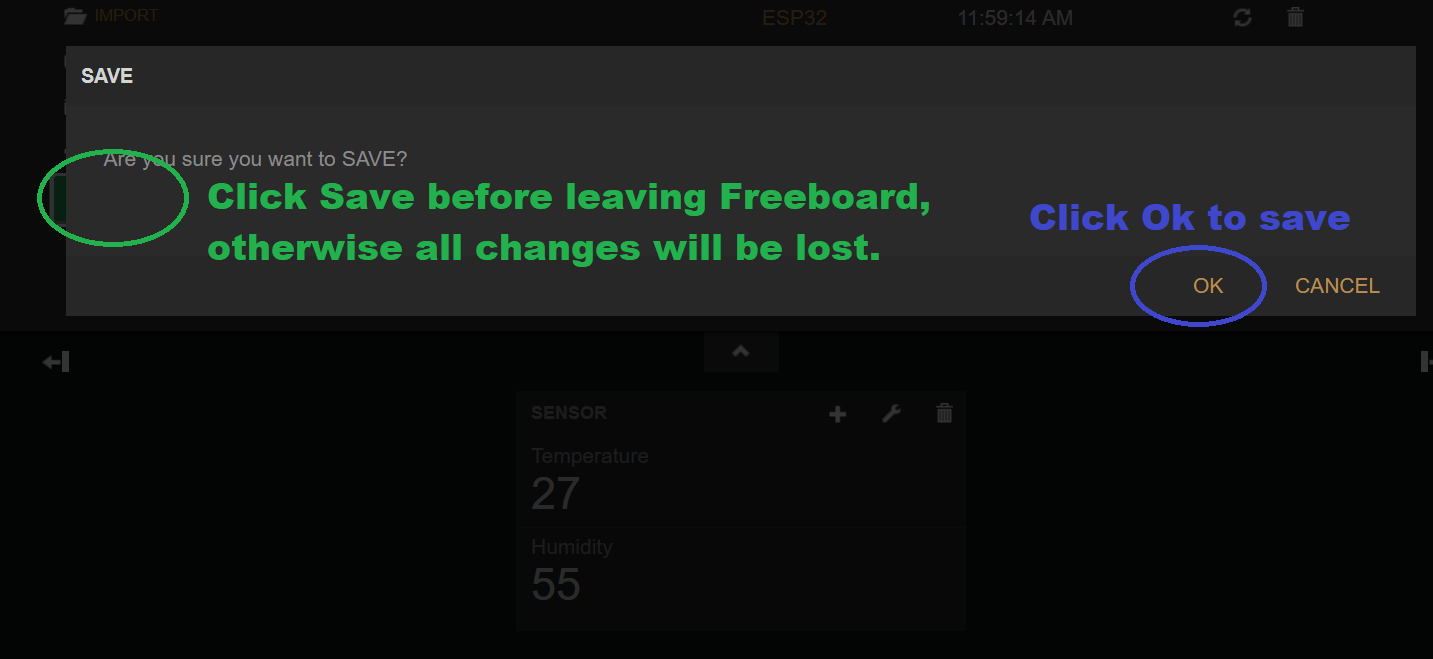 IMPORT
ESP32 11:59:14 AM
SAVE
Are you sure you want to SAVE?
Click Save before leaving Freeboard,
otherwise all changes will be lost.
Click Ok to save
OK CANCEL
SENSOR
Temperature
27
Humidity
55